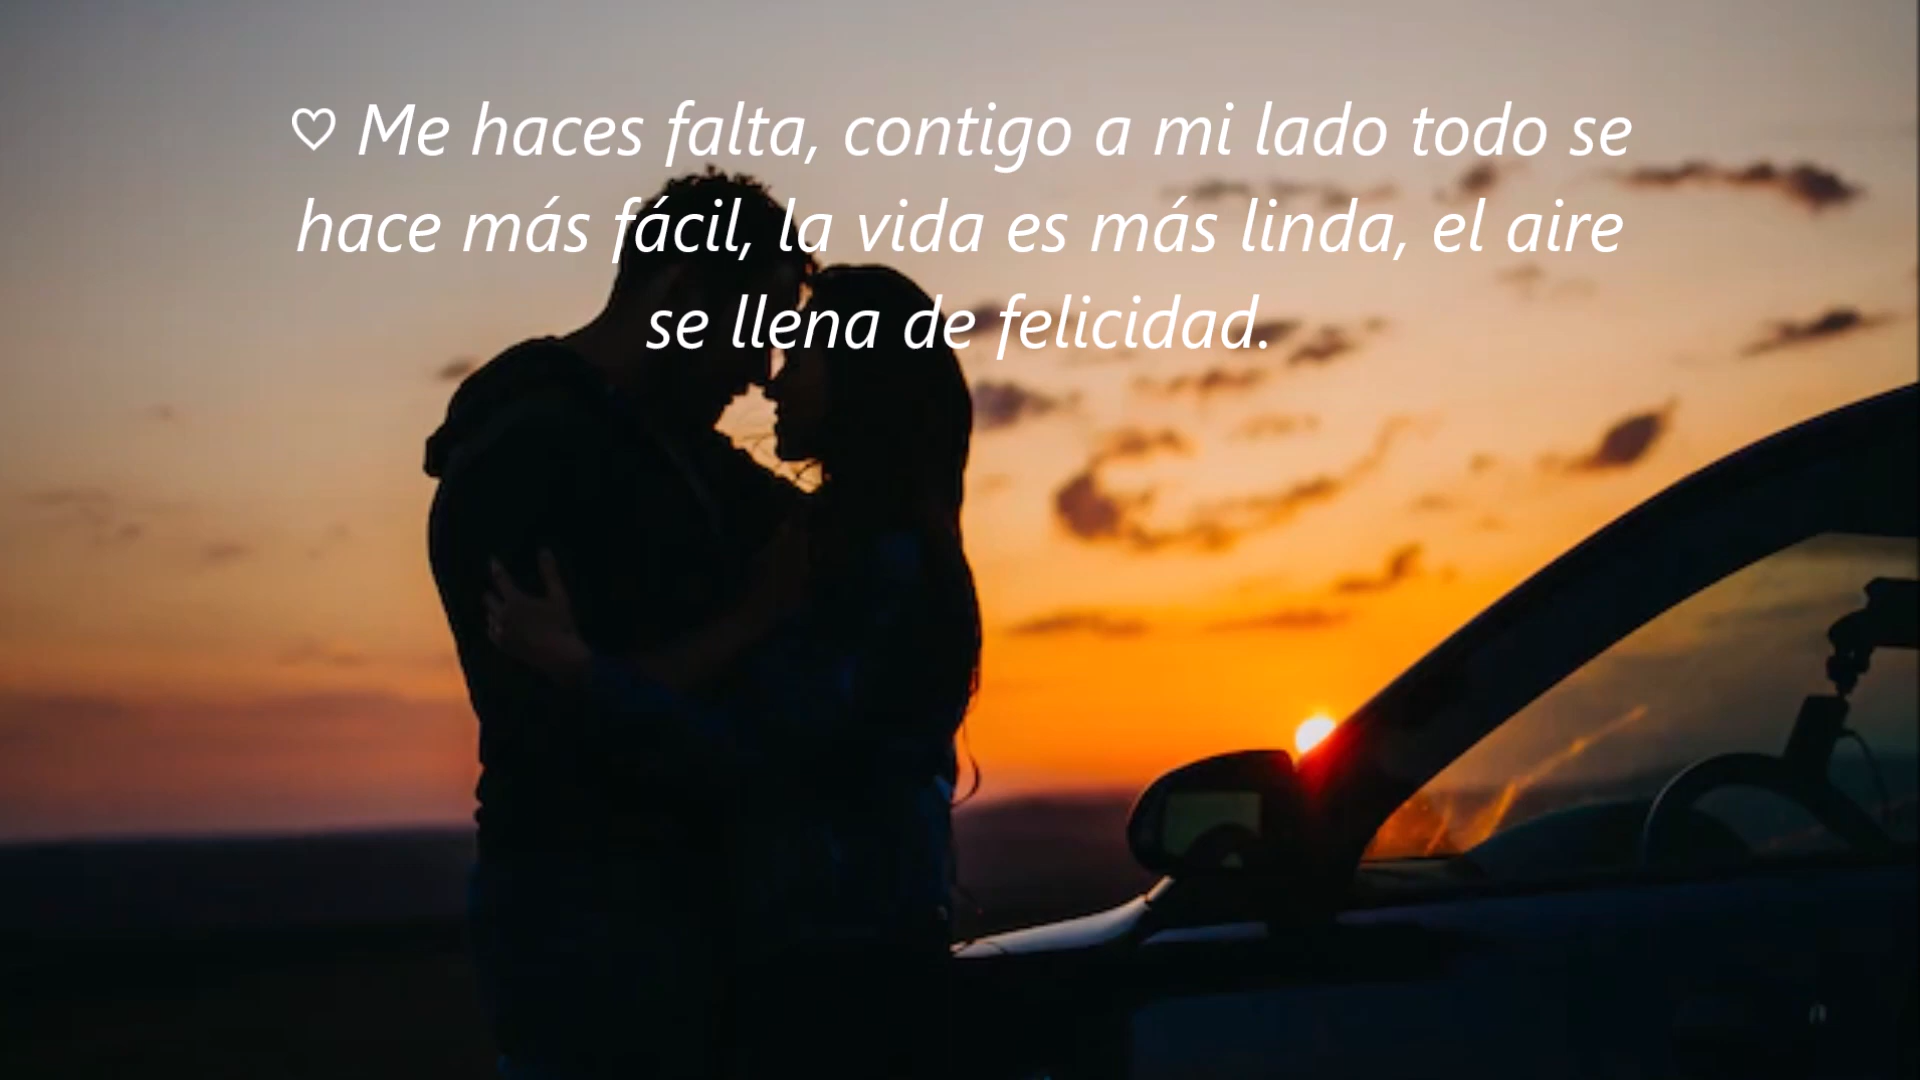 ♡ Me haces falta, contigo a mi lado todo se
hace más fácil, la vida es más linda, el aire
se llena de felicidad.